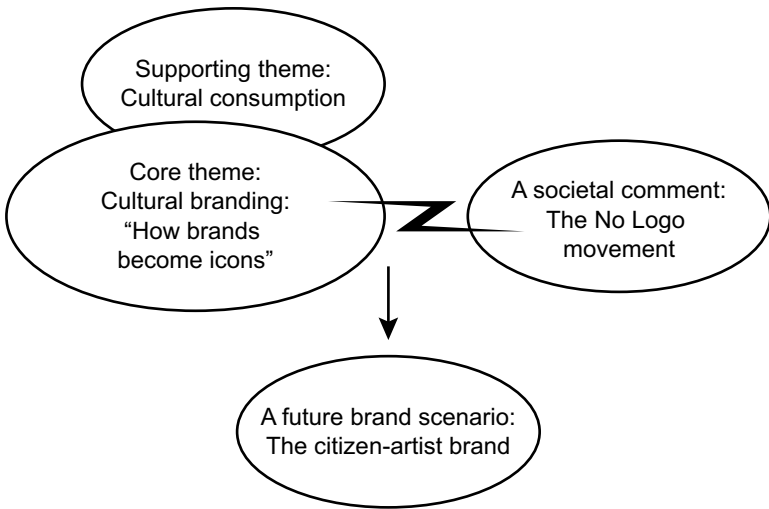 Supporting theme:
Cultural consumption
Core theme:
Cultural branding:
“How brands
become icons”
A societal comment:
The No Logo
movement
A future brand scenario:
The citizen-artist brand